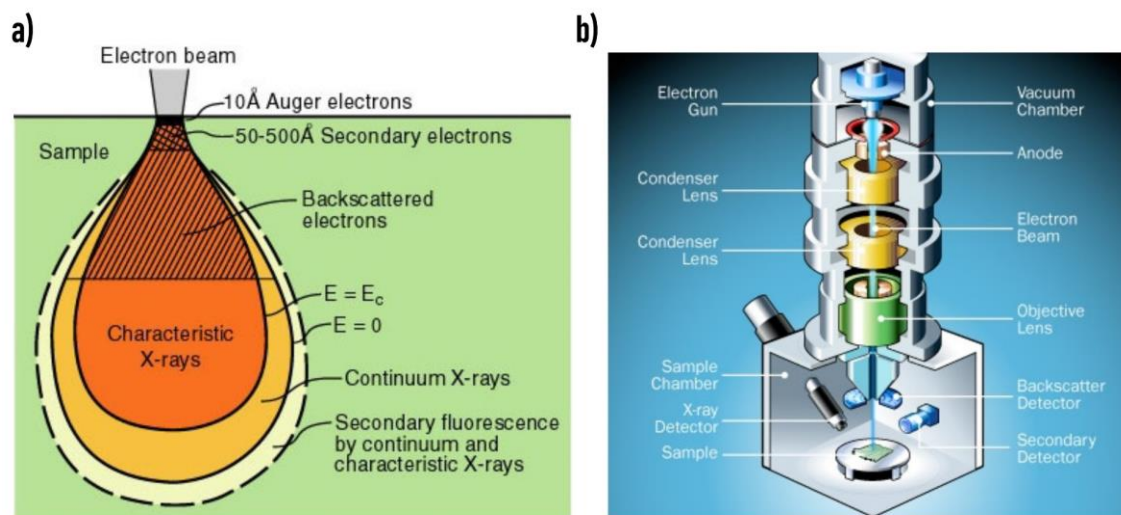 a)
Electron beam
10Å Auger electrons
50-500Å Secondary electrons
Sample
Backscattered
electrons
E = Ec
E = 0
Characteristic
X-rays
Continuum X-rays
Secondary fluorescence
by continuum and
characteristic X-rays
b)
Electron
Gun
Vacuum
Chamber
Anode
Condenser
Lens
Electron
Beam
Condenser
Lens
Objective
Lens
Sample
Chamber
Backscatter
Detector
X-ray
Detector
Secondary
Detector
Sample